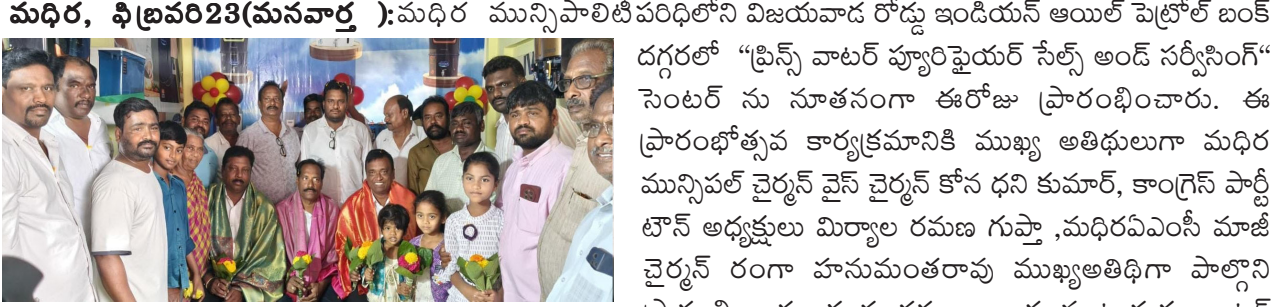 మధిర, ఫిబ్రవరి23(మనవార్త ):మధిర మున్సిపాలిటీపరిధిలోని విజయవాడ రోడ్డు ఇండియన్ ఆయిల్ పెట్రోల్ బంక్
దగ్గరలో “ప్రిన్స్ వాటర్ ప్యూరిఫైయర్ సేల్స్ అండ్ సర్వీసింగ్“
సెంటర్ ను నూతనంగా ఈరోజు ప్రారంభించారు. ఈ
ప్రారంభోత్సవ కార్యక్రమానికి ముఖ్య అతిథులుగా మధిర
మున్సిపల్ చైర్మన్ వైస్ చైర్మన్ కోన ధని కుమార్, కాంగ్రెస్ పార్టీ
టౌన్ అధ్యక్షులు మిర్యాల రమణ గుప్తా ,మధిరఏఎంసీ మాజీ
చైర్మన్ రంగా హనుమంతరావు ముఖ్యఅతిథిగా పాల్గొని